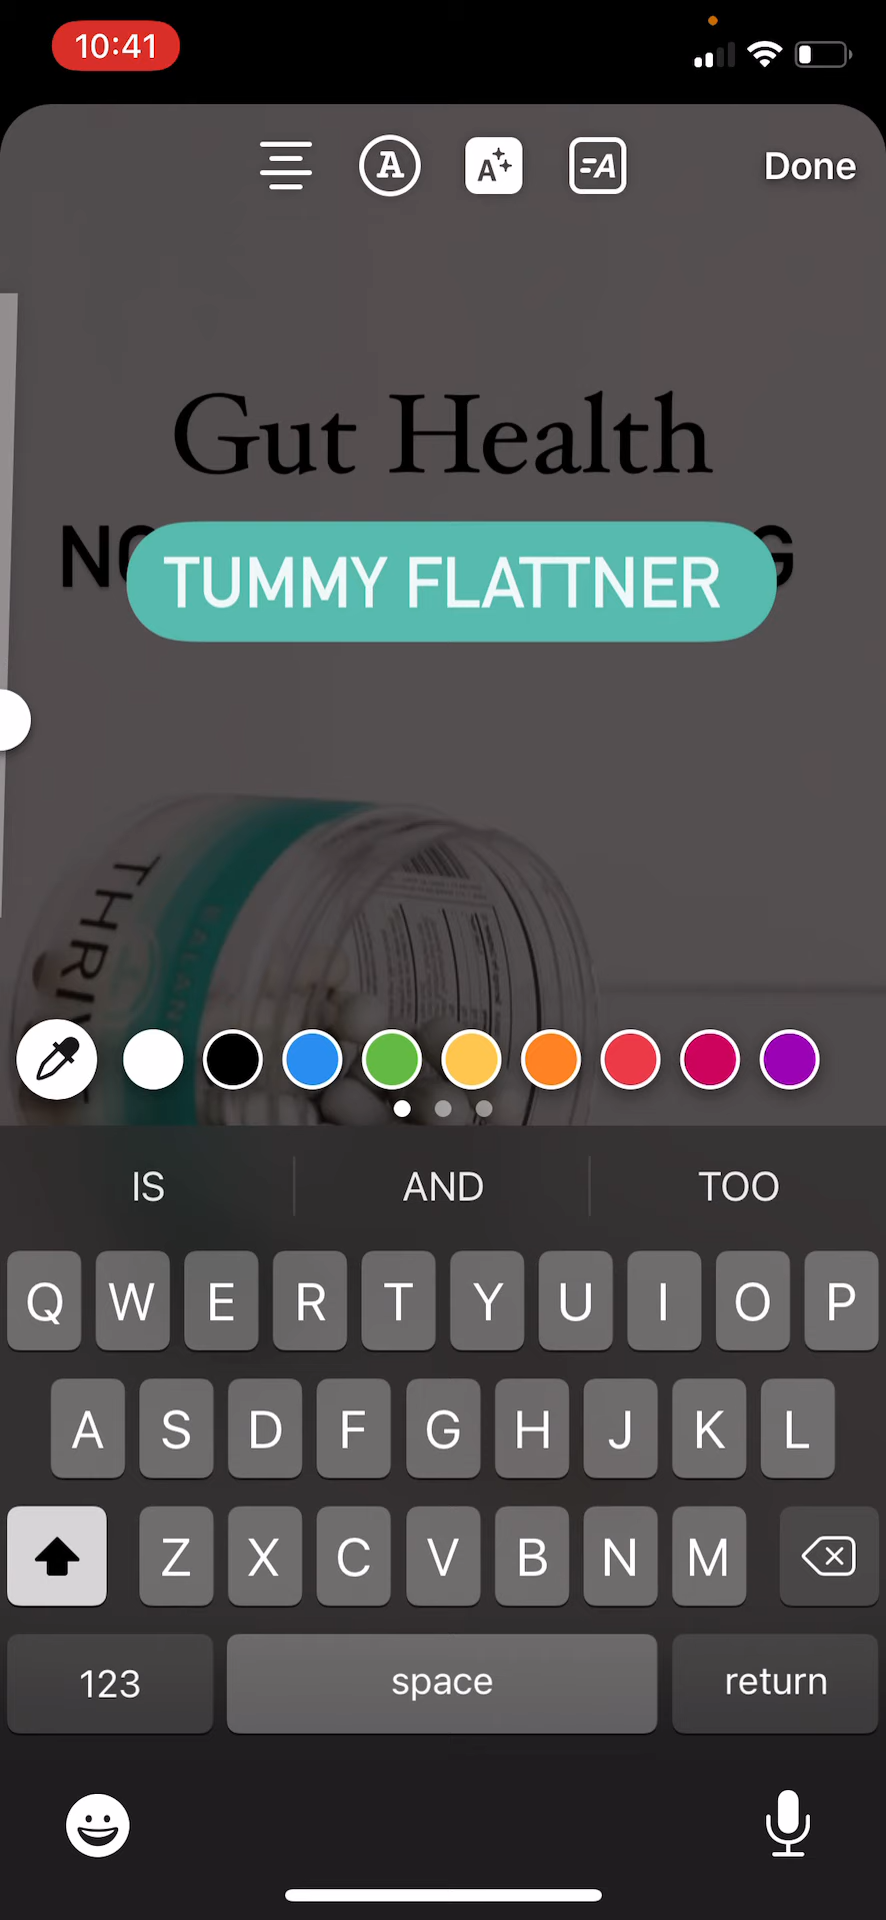 10:41
A
A
=A
Done
Gut Health
TUMMY FLATTNER
IS AND TOO
Q W E R T Y U I O P
A S D F G H J K L
Z X C V B N M
123 space return